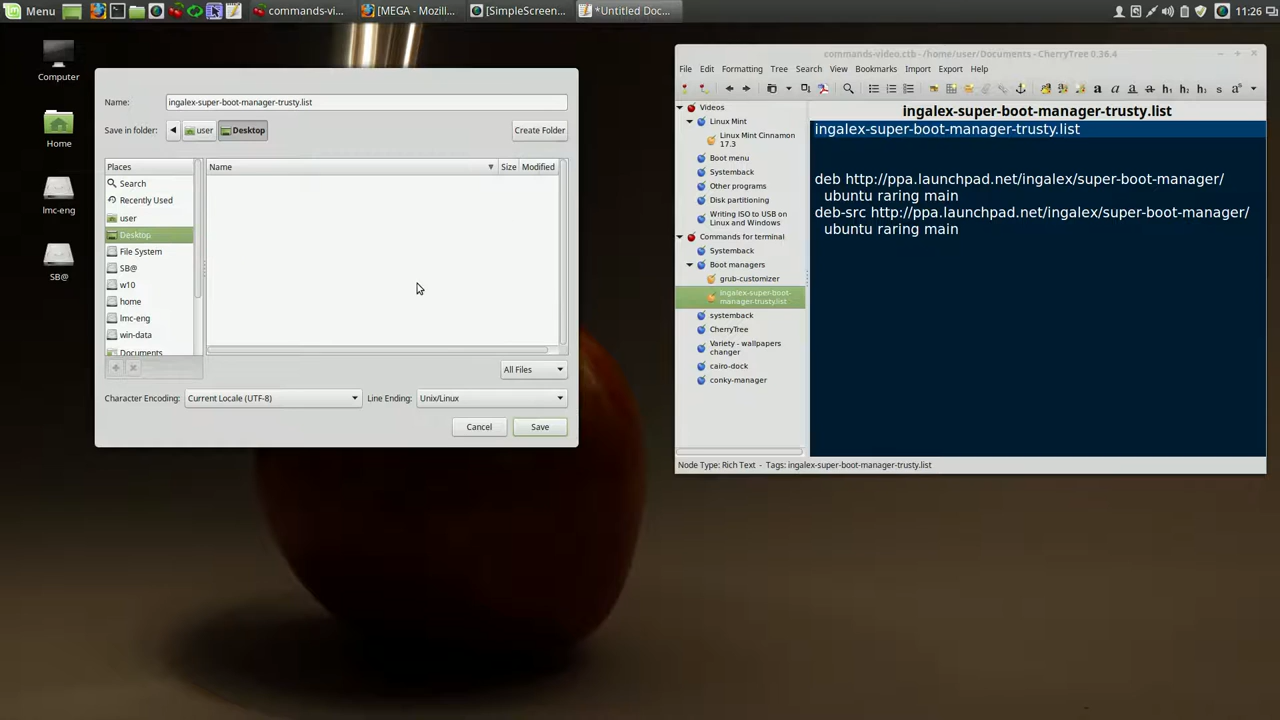 Menu
commands-vi...
[MEGA - Mozill...
[SimpleScreen...
*Untitled Doc...
11:26
Computer
Home
lmc-eng
SB@
Name:
ingalex-super-boot-manager-trusty.list
Save in folder:
user
Desktop
Create Folder
Places
Name
Size
Modified
Search
Recently Used
user
Desktop
File System
SB@
w10
home
lmc-eng
win-data
Documents
All Files
Character Encoding:
Current Locale (UTF-8)
Line Ending:
Unix/Linux
Cancel
Save
commands-video.ctb - /home/user/Documents - CherryTree 0.36.4
File Edit Formatting Tree Search View Bookmarks Import Export Help
Videos
Linux Mint
Linux Mint Cinnamon
17.3
Boot menu
Systemback
Other programs
Disk partitioning
Writing ISO to USB on
Linux and Windows
Commands for terminal
Systemback
Boot managers
grub-customizer
ingalex-super-boot-
manager-trusty.list
systemback
CherryTree
Variety - wallpapers
changer
cairo-dock
conky-manager
ingalex-super-boot-manager-trusty.list
ingalex-super-boot-manager-trusty.list
deb http://ppa.launchpad.net/ingalex/super-boot-manager/
ubuntu raring main
deb-src http://ppa.launchpad.net/ingalex/super-boot-manager/
ubuntu raring main
Node Type: Rich Text - Tags: ingalex-super-boot-manager-trusty.list